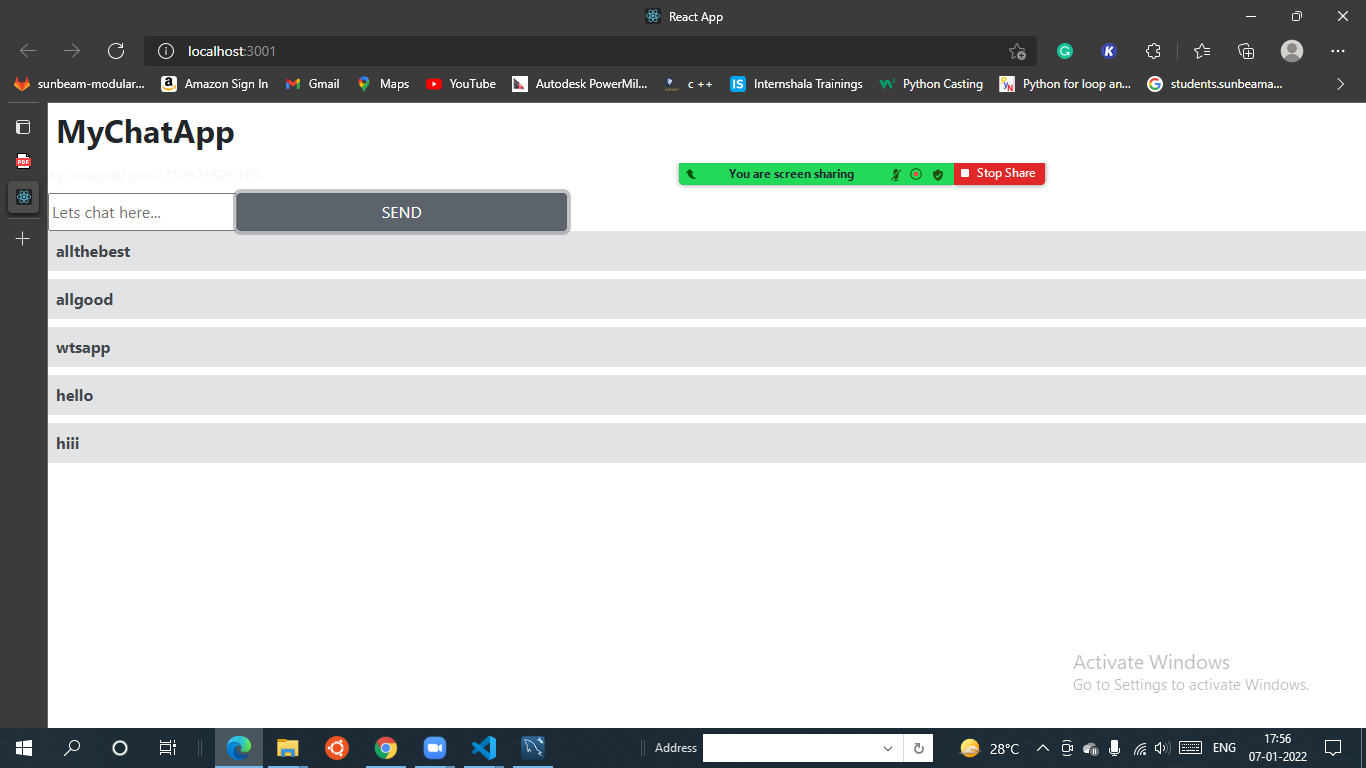 React App
localhost:3001
sunbeam-modular... Amazon Sign In Gmail Maps YouTube Autodesk PowerMil... c ++ IS Internshala Trainings Python Casting Python for loop an... students.sunbeama...
MyChatApp
by swapnil patil210920520105
You are screen sharing Stop Share
Lets chat here... SEND
allthebest
allgood
wtsapp
hello
hiii
Activate Windows
Go to Settings to activate Windows.
Address 28°C ENG 17:56
07-01-2022